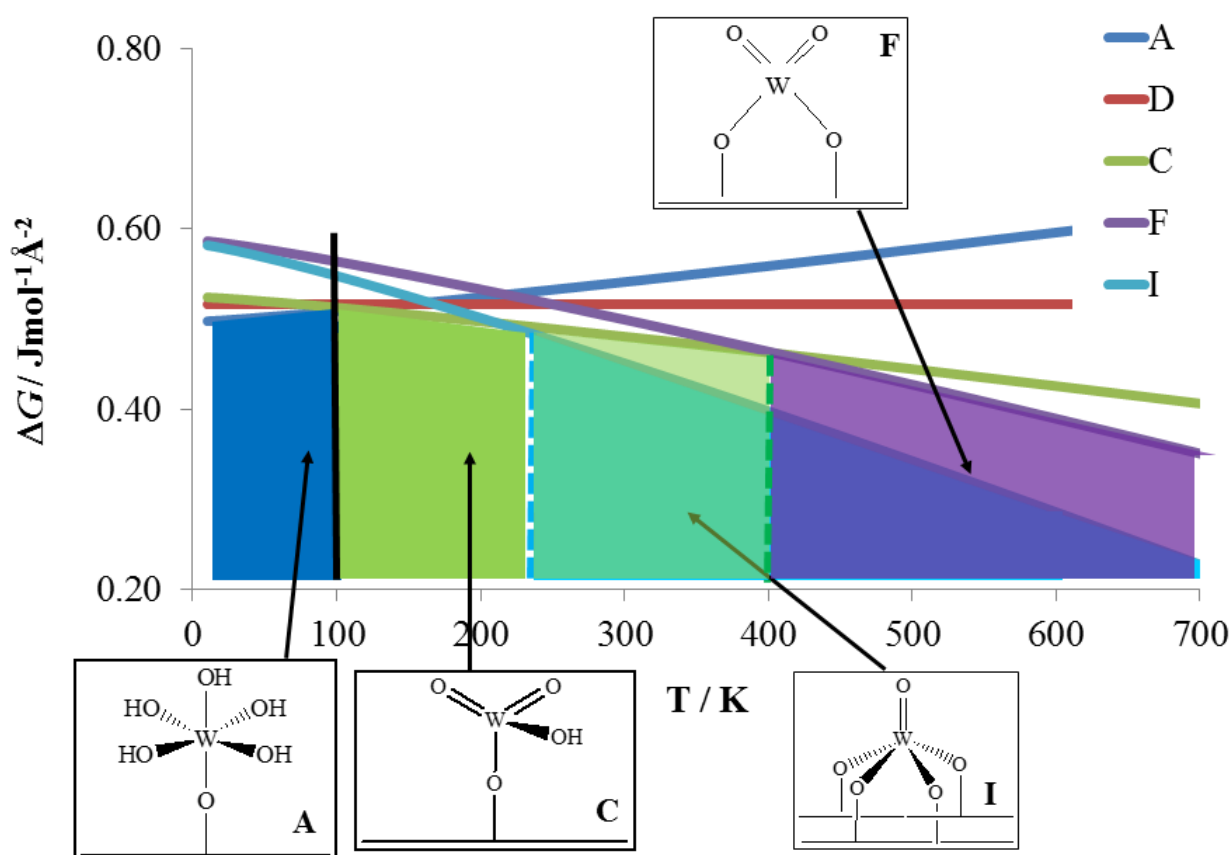 0.80
0.60
0.40
0.20
ΔG / Jmol⁻¹Å⁻²
0 100 200 300 400 500 600 700
T / K
A
D
C
F
I
O O F
W
O O
OH
HO OH
W
HO OH
O
A
O O
W
OH
O
C
O
W
O O
O O
I